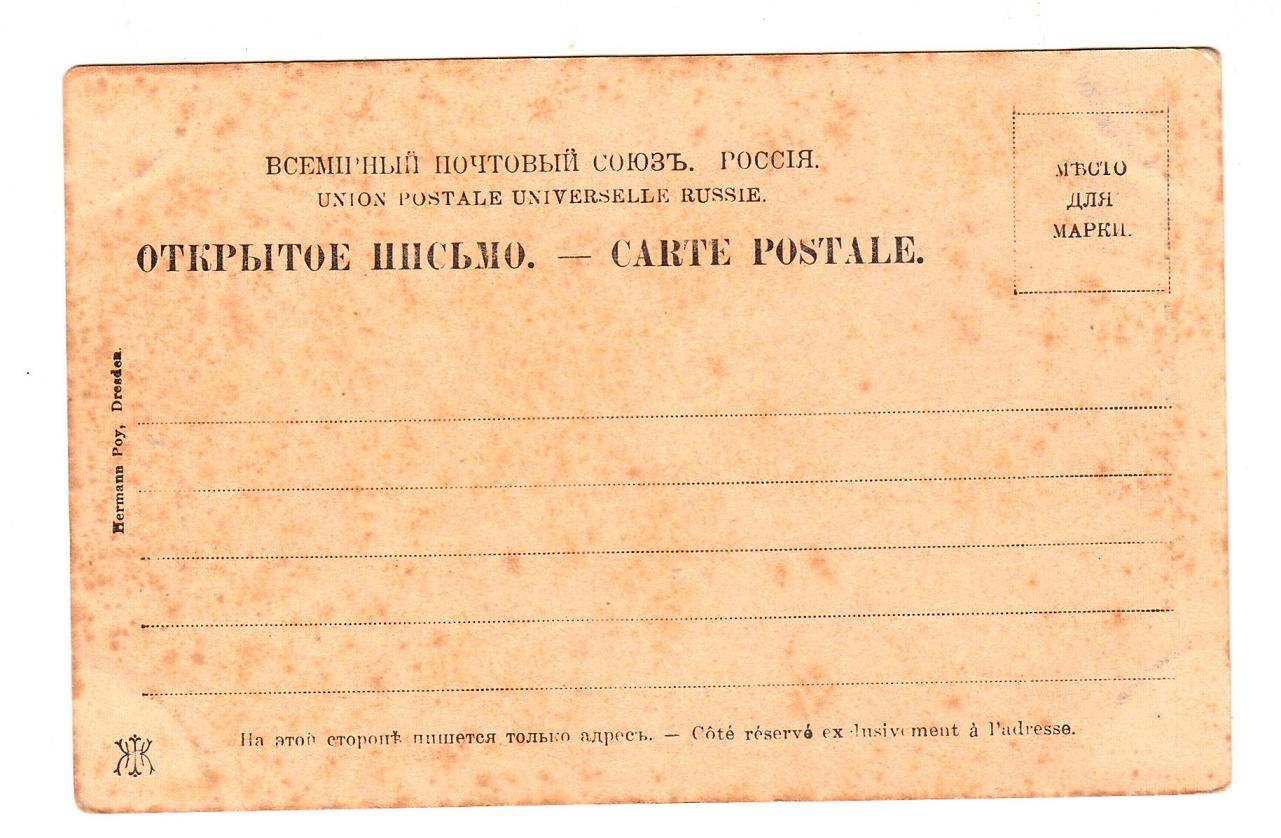 ВСЕМІРНЫЙ ПОЧТОВЫЙ СОЮЗЪ. РОССІЯ.
UNION POSTALE UNIVERSELLE RUSSIE.
ОТКРЫТОЕ ПИСЬМО. — CARTE POSTALE.
МѢСТО
ДЛЯ
МАРКИ.
Hermann Poy, Dresden.
На этой сторонѣ пишется только адресъ. — Côté réservé exclusivement à l'adresse.